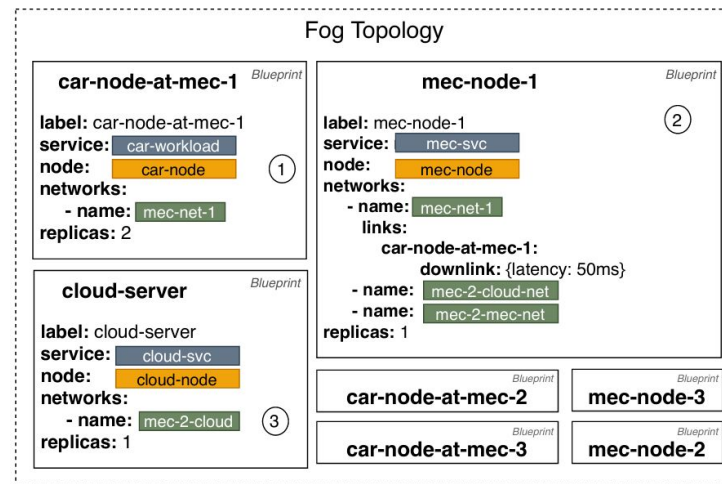 Fog Topology
Blueprint
car-node-at-mec-1
label: car-node-at-mec-1
service: car-workload
node: car-node
1
networks:
- name: mec-net-1
replicas: 2
Blueprint
mec-node-1
2
label: mec-node-1
service: mec-svc
node: mec-node
networks:
- name: mec-net-1
links:
car-node-at-mec-1:
downlink: {latency: 50ms}
- name: mec-2-cloud-net
- name: mec-2-mec-net
replicas: 1
Blueprint
cloud-server
label: cloud-server
service: cloud-svc
node: cloud-node
networks:
- name: mec-2-cloud
3
replicas: 1
Blueprint
car-node-at-mec-2
Blueprint
mec-node-3
Blueprint
car-node-at-mec-3
Blueprint
mec-node-2